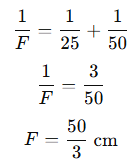 1/F = 1/25 + 1/50
1/F = 3/50
F = 50/3 cm